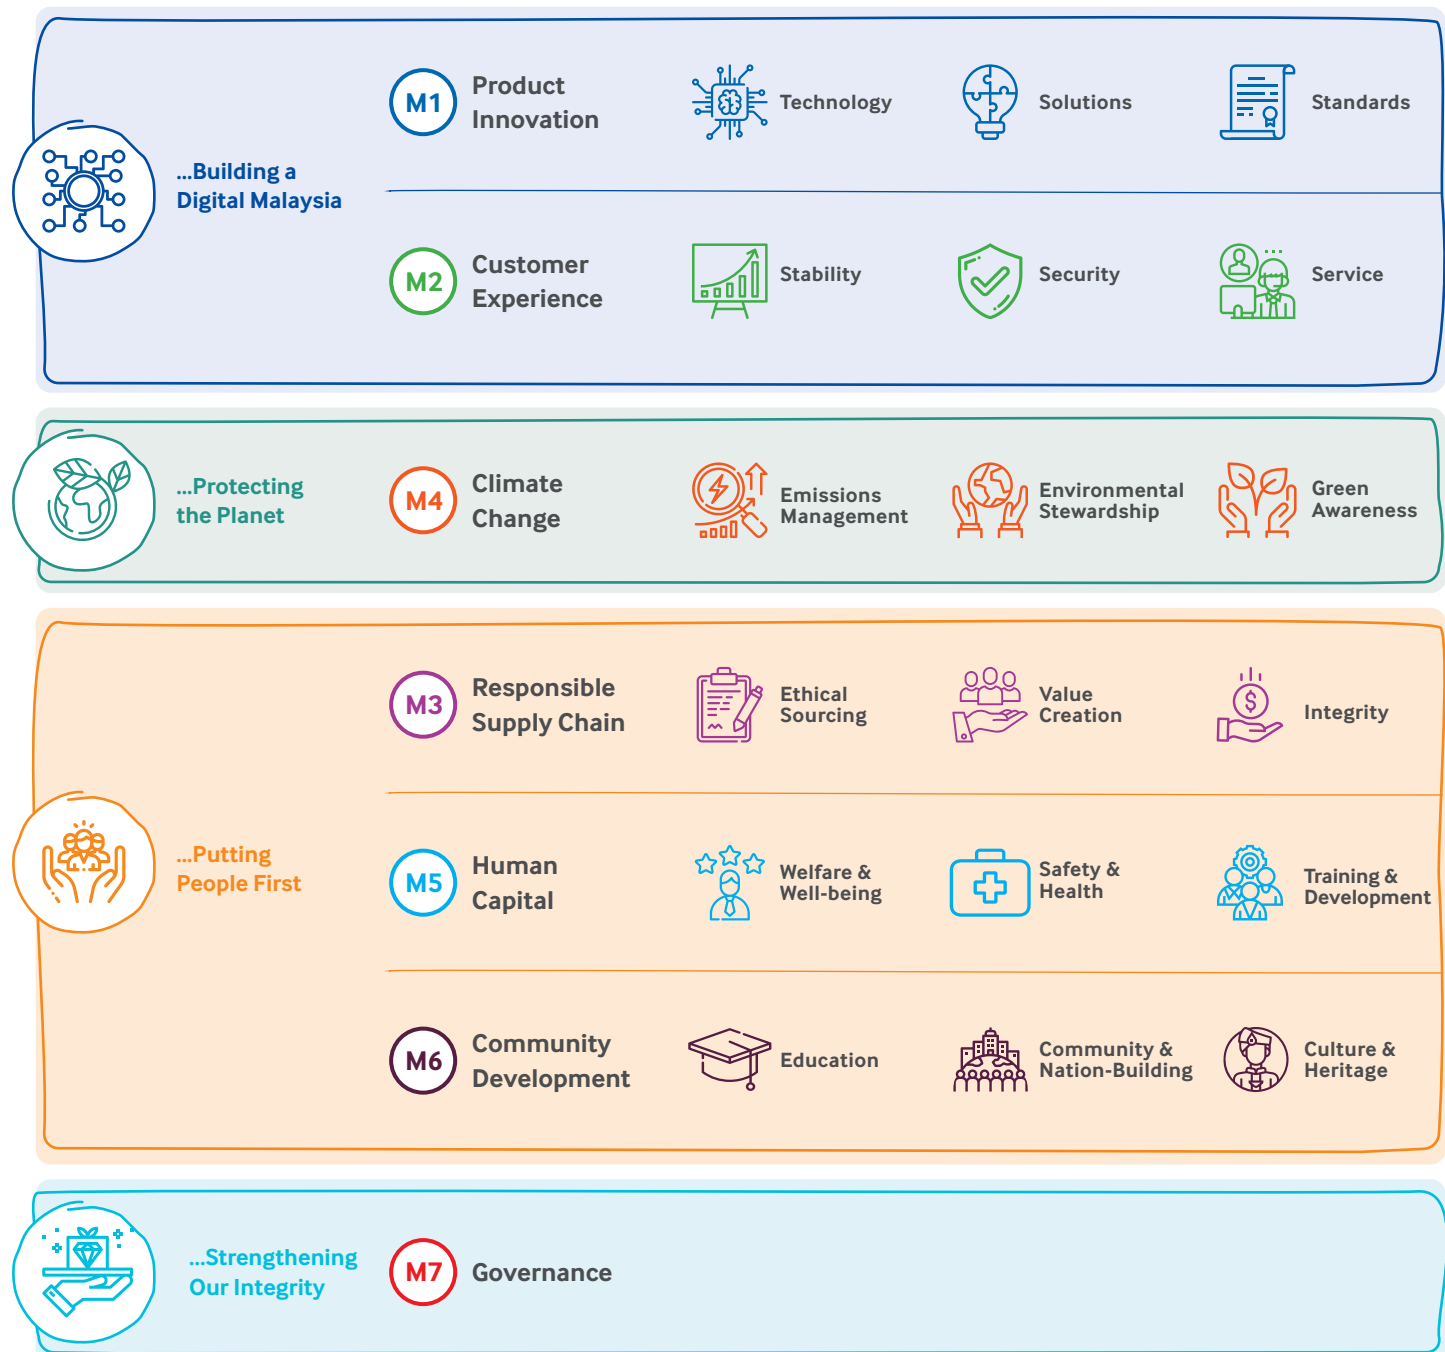 ...Building a
Digital Malaysia
M1
Product
Innovation
Technology
Solutions
Standards
M2
Customer
Experience
Stability
Security
Service
...Protecting
the Planet
M4
Climate
Change
Emissions
Management
Environmental
Stewardship
Green
Awareness
...Putting
People First
M3
Responsible
Supply Chain
Ethical
Sourcing
Value
Creation
$
Integrity
M5
Human
Capital
Welfare &
Well-being
Safety &
Health
Training &
Development
M6
Community
Development
Education
Community &
Nation-Building
Culture &
Heritage
...Strengthening
Our Integrity
M7
Governance